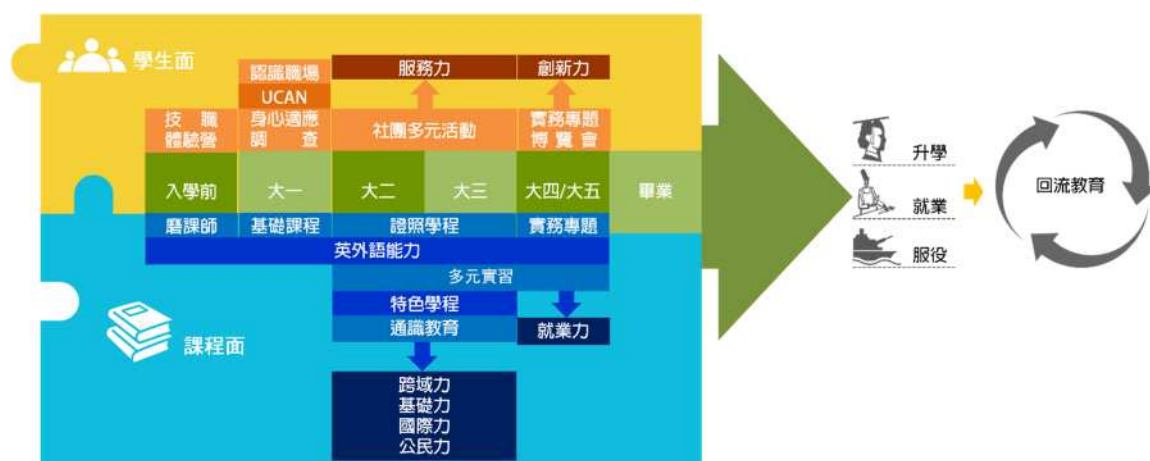 學生面
認識職場
UCAN
技職
體驗營
身心適應
調查
服務力
創新力
社團多元活動
實務專題
博覽會
入學前
大一
大二
大三
大四/大五
畢業
磨課師
基礎課程
證照學程
實務專題
英外語能力
多元實習
特色學程
通識教育
就業力
課程面
跨域力
基礎力
國際力
公民力
升學
就業
服役
回流教育